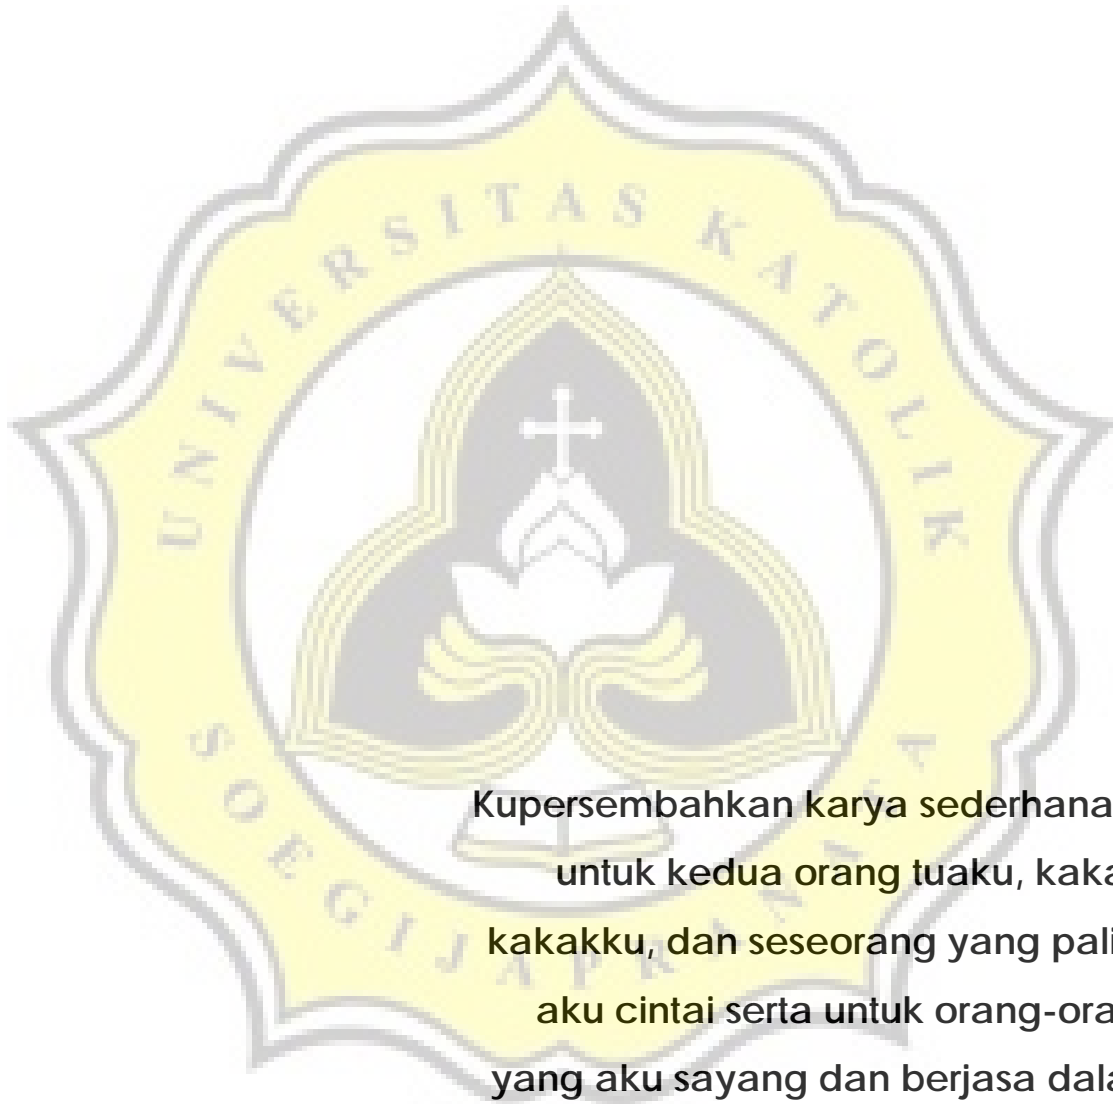 UNIVERSITAS KATOLIK
SOEGIJAPRANATA
Kupersembahkan karya sederhana
untuk kedua orang tuaku, kaka
kakakku, dan seseorang yang pali
aku cintai serta untuk orang-ora
yang aku sayang dan berjasa dala